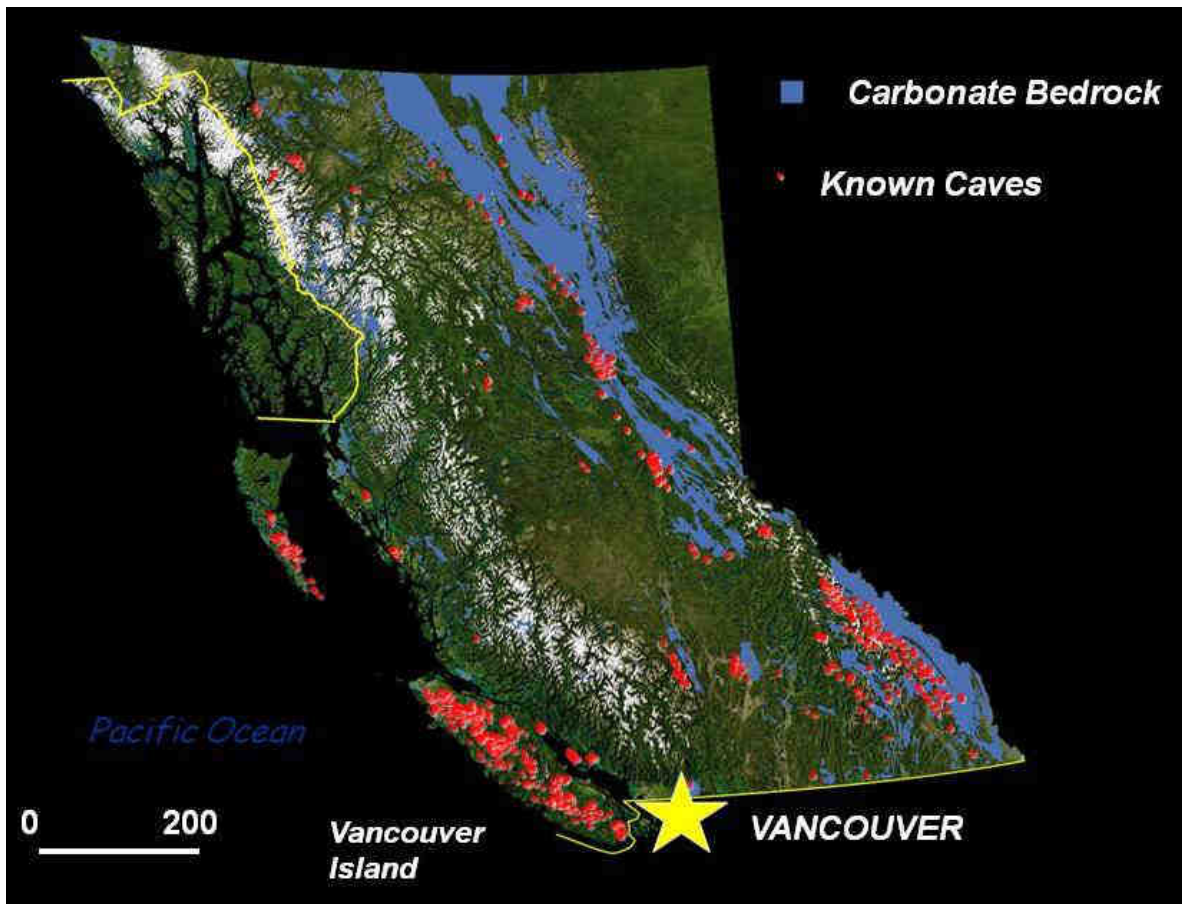 Carbonate Bedrock
Known Caves
Pacific Ocean
0 200
Vancouver
Island
VANCOUVER